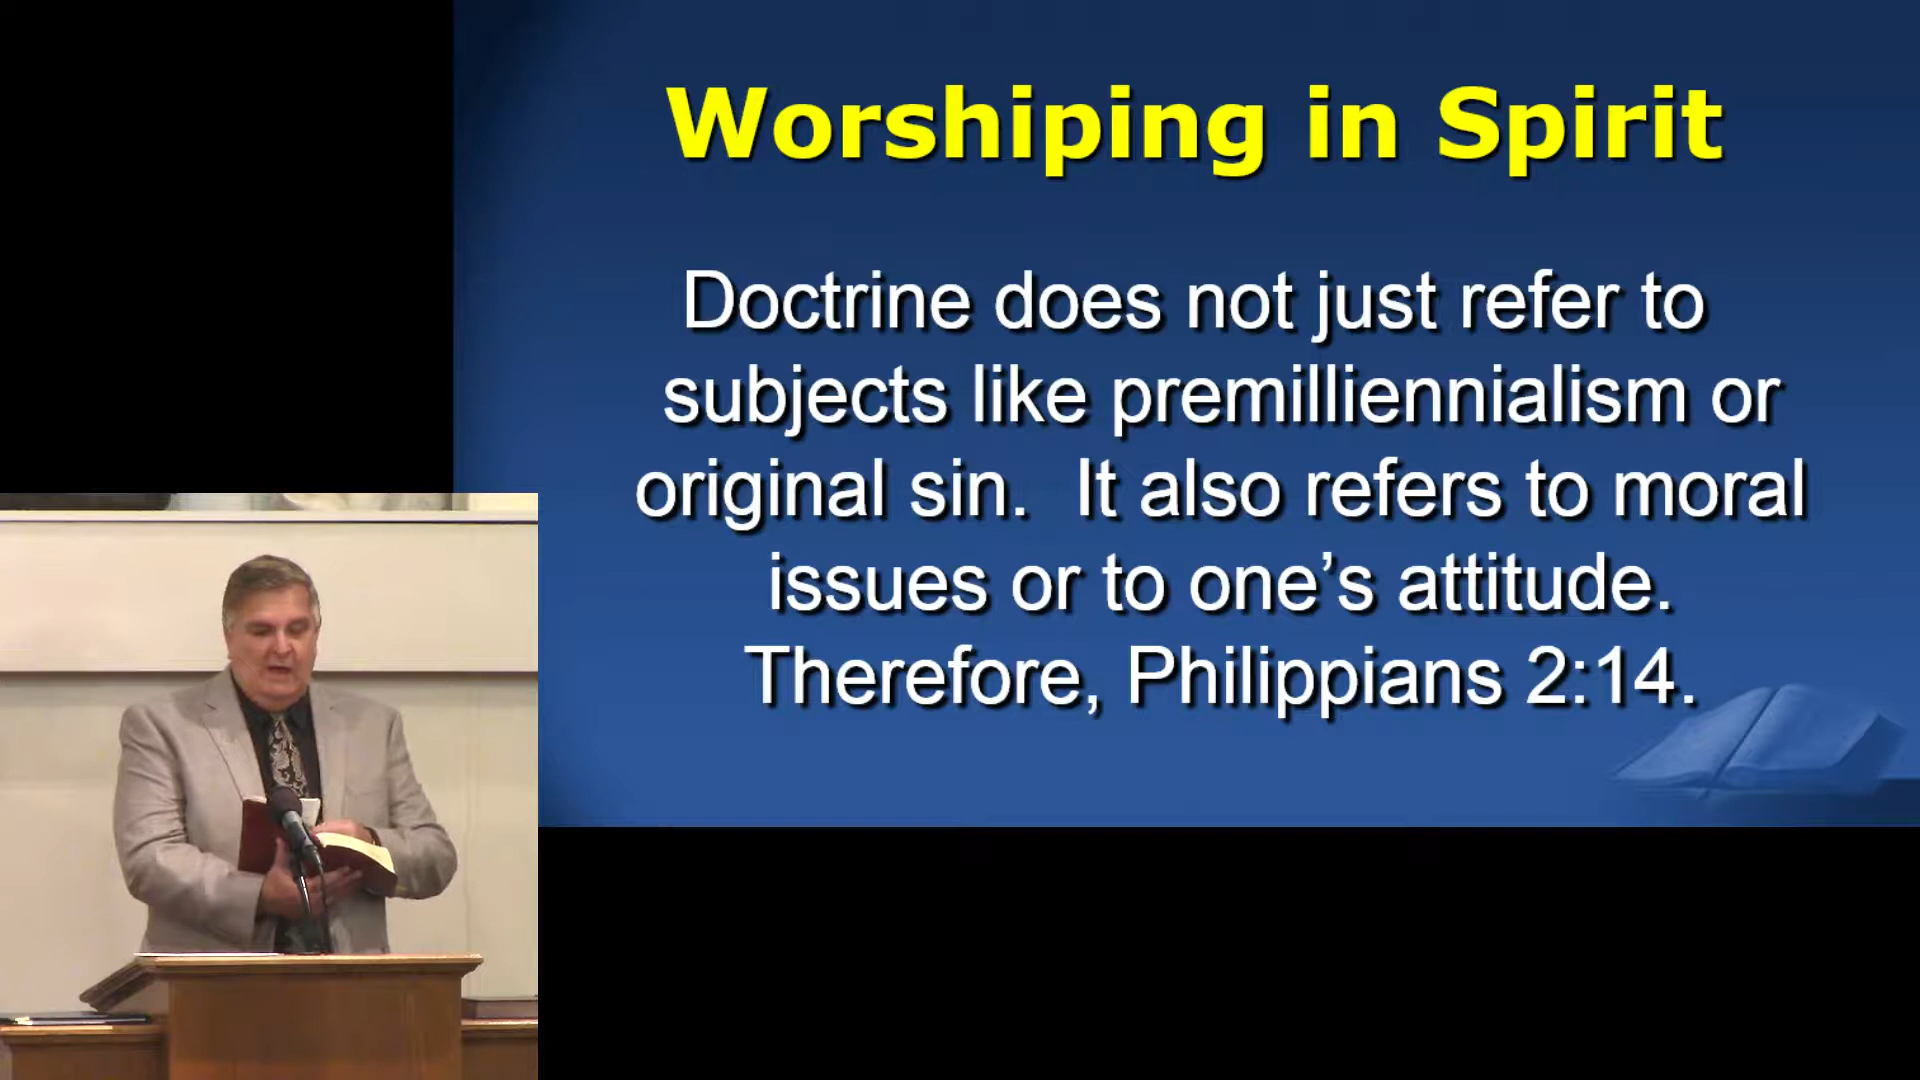 Worshiping in Spirit
Doctrine does not just refer to
subjects like premilliennialism or
original sin.  It also refers to moral
issues or to one’s attitude.
Therefore, Philippians 2:14.